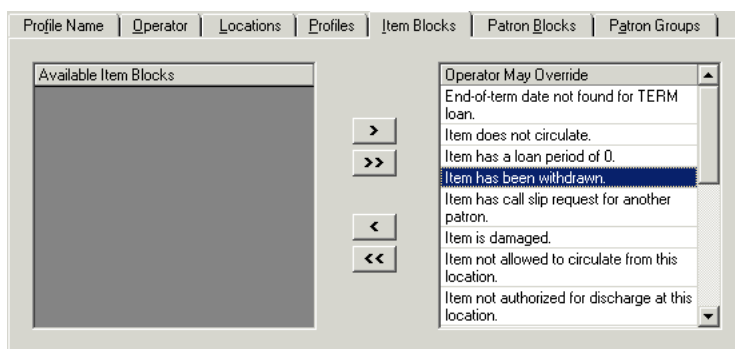 Profile Name Operator Locations Profiles Item Blocks Patron Blocks Patron Groups
Available Item Blocks
Operator May Override
End-of-term date not found for TERM
loan.
Item does not circulate.
>
Item has a loan period of 0.
>>
Item has been withdrawn.
Item has call slip request for another
patron.
<
Item is damaged.
<<
Item not allowed to circulate from this
location.
Item not authorized for discharge at this
location.